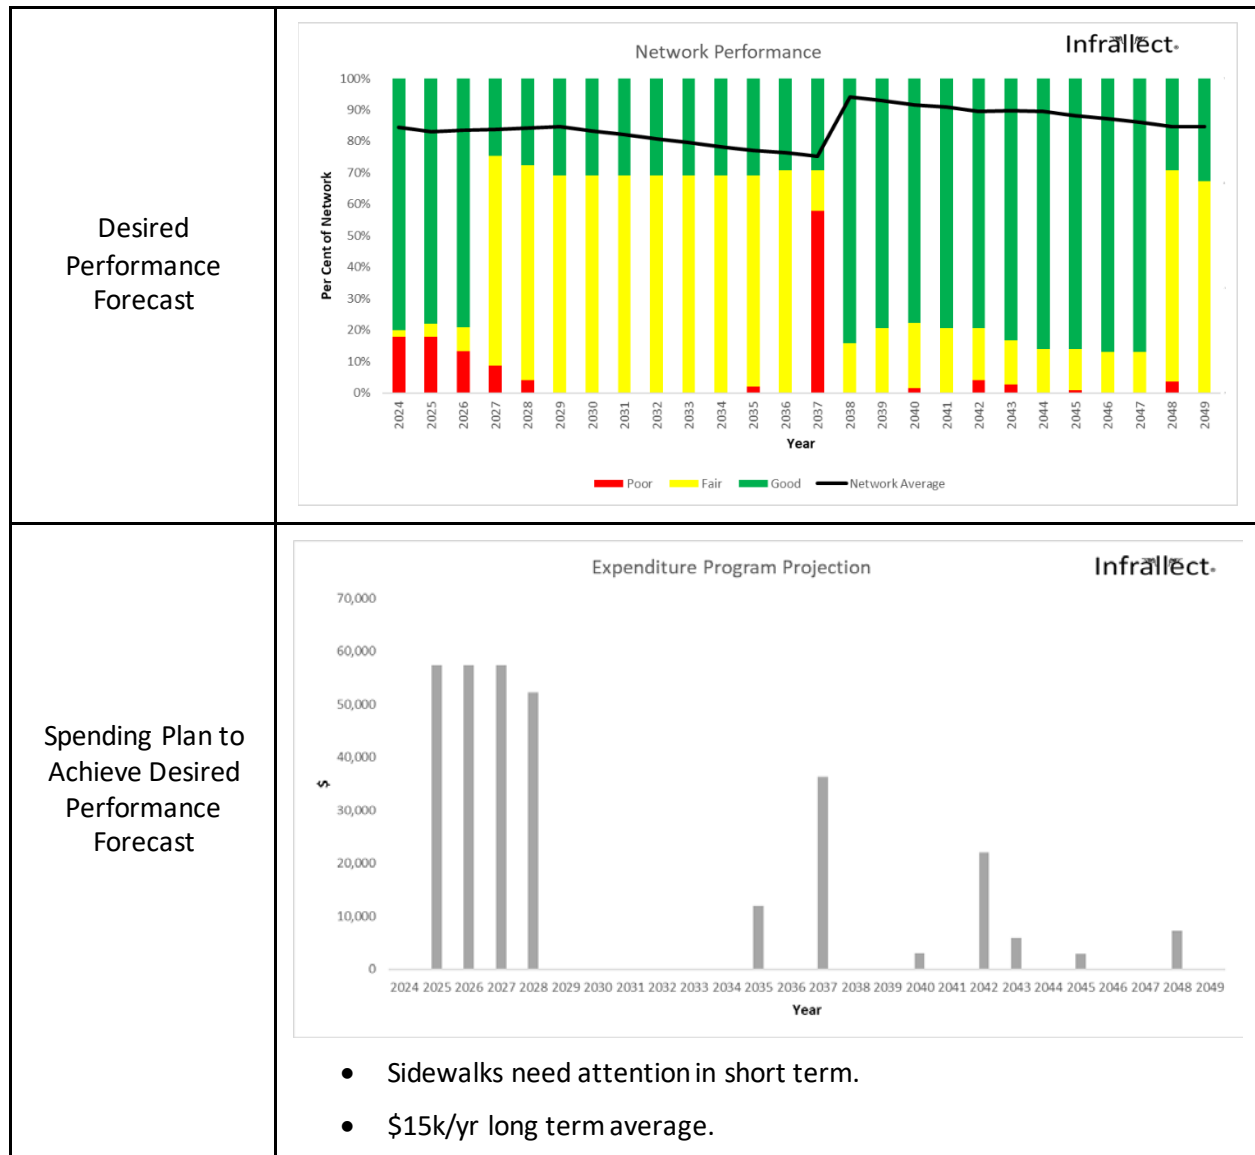 Desired
Performance
Forecast
Network Performance
Infrallect
100%
90%
80%
70%
60%
50%
40%
30%
20%
10%
0%
Per Cent of Network
2024 2025 2026 2027 2028 2029 2030 2031 2032 2033 2034 2035 2036 2037 2038 2039 2040 2041 2042 2043 2044 2045 2046 2047 2048 2049
Year
Poor Fair Good Network Average
Spending Plan to
Achieve Desired
Performance
Forecast
Expenditure Program Projection
Infrallect
70,000
60,000
50,000
40,000
30,000
20,000
10,000
0
$
2024 2025 2026 2027 2028 2029 2030 2031 2032 2033 2034 2035 2036 2037 2038 2039 2040 2041 2042 2043 2044 2045 2046 2047 2048 2049
Year
• Sidewalks need attention in short term.
• $15k/yr long term average.